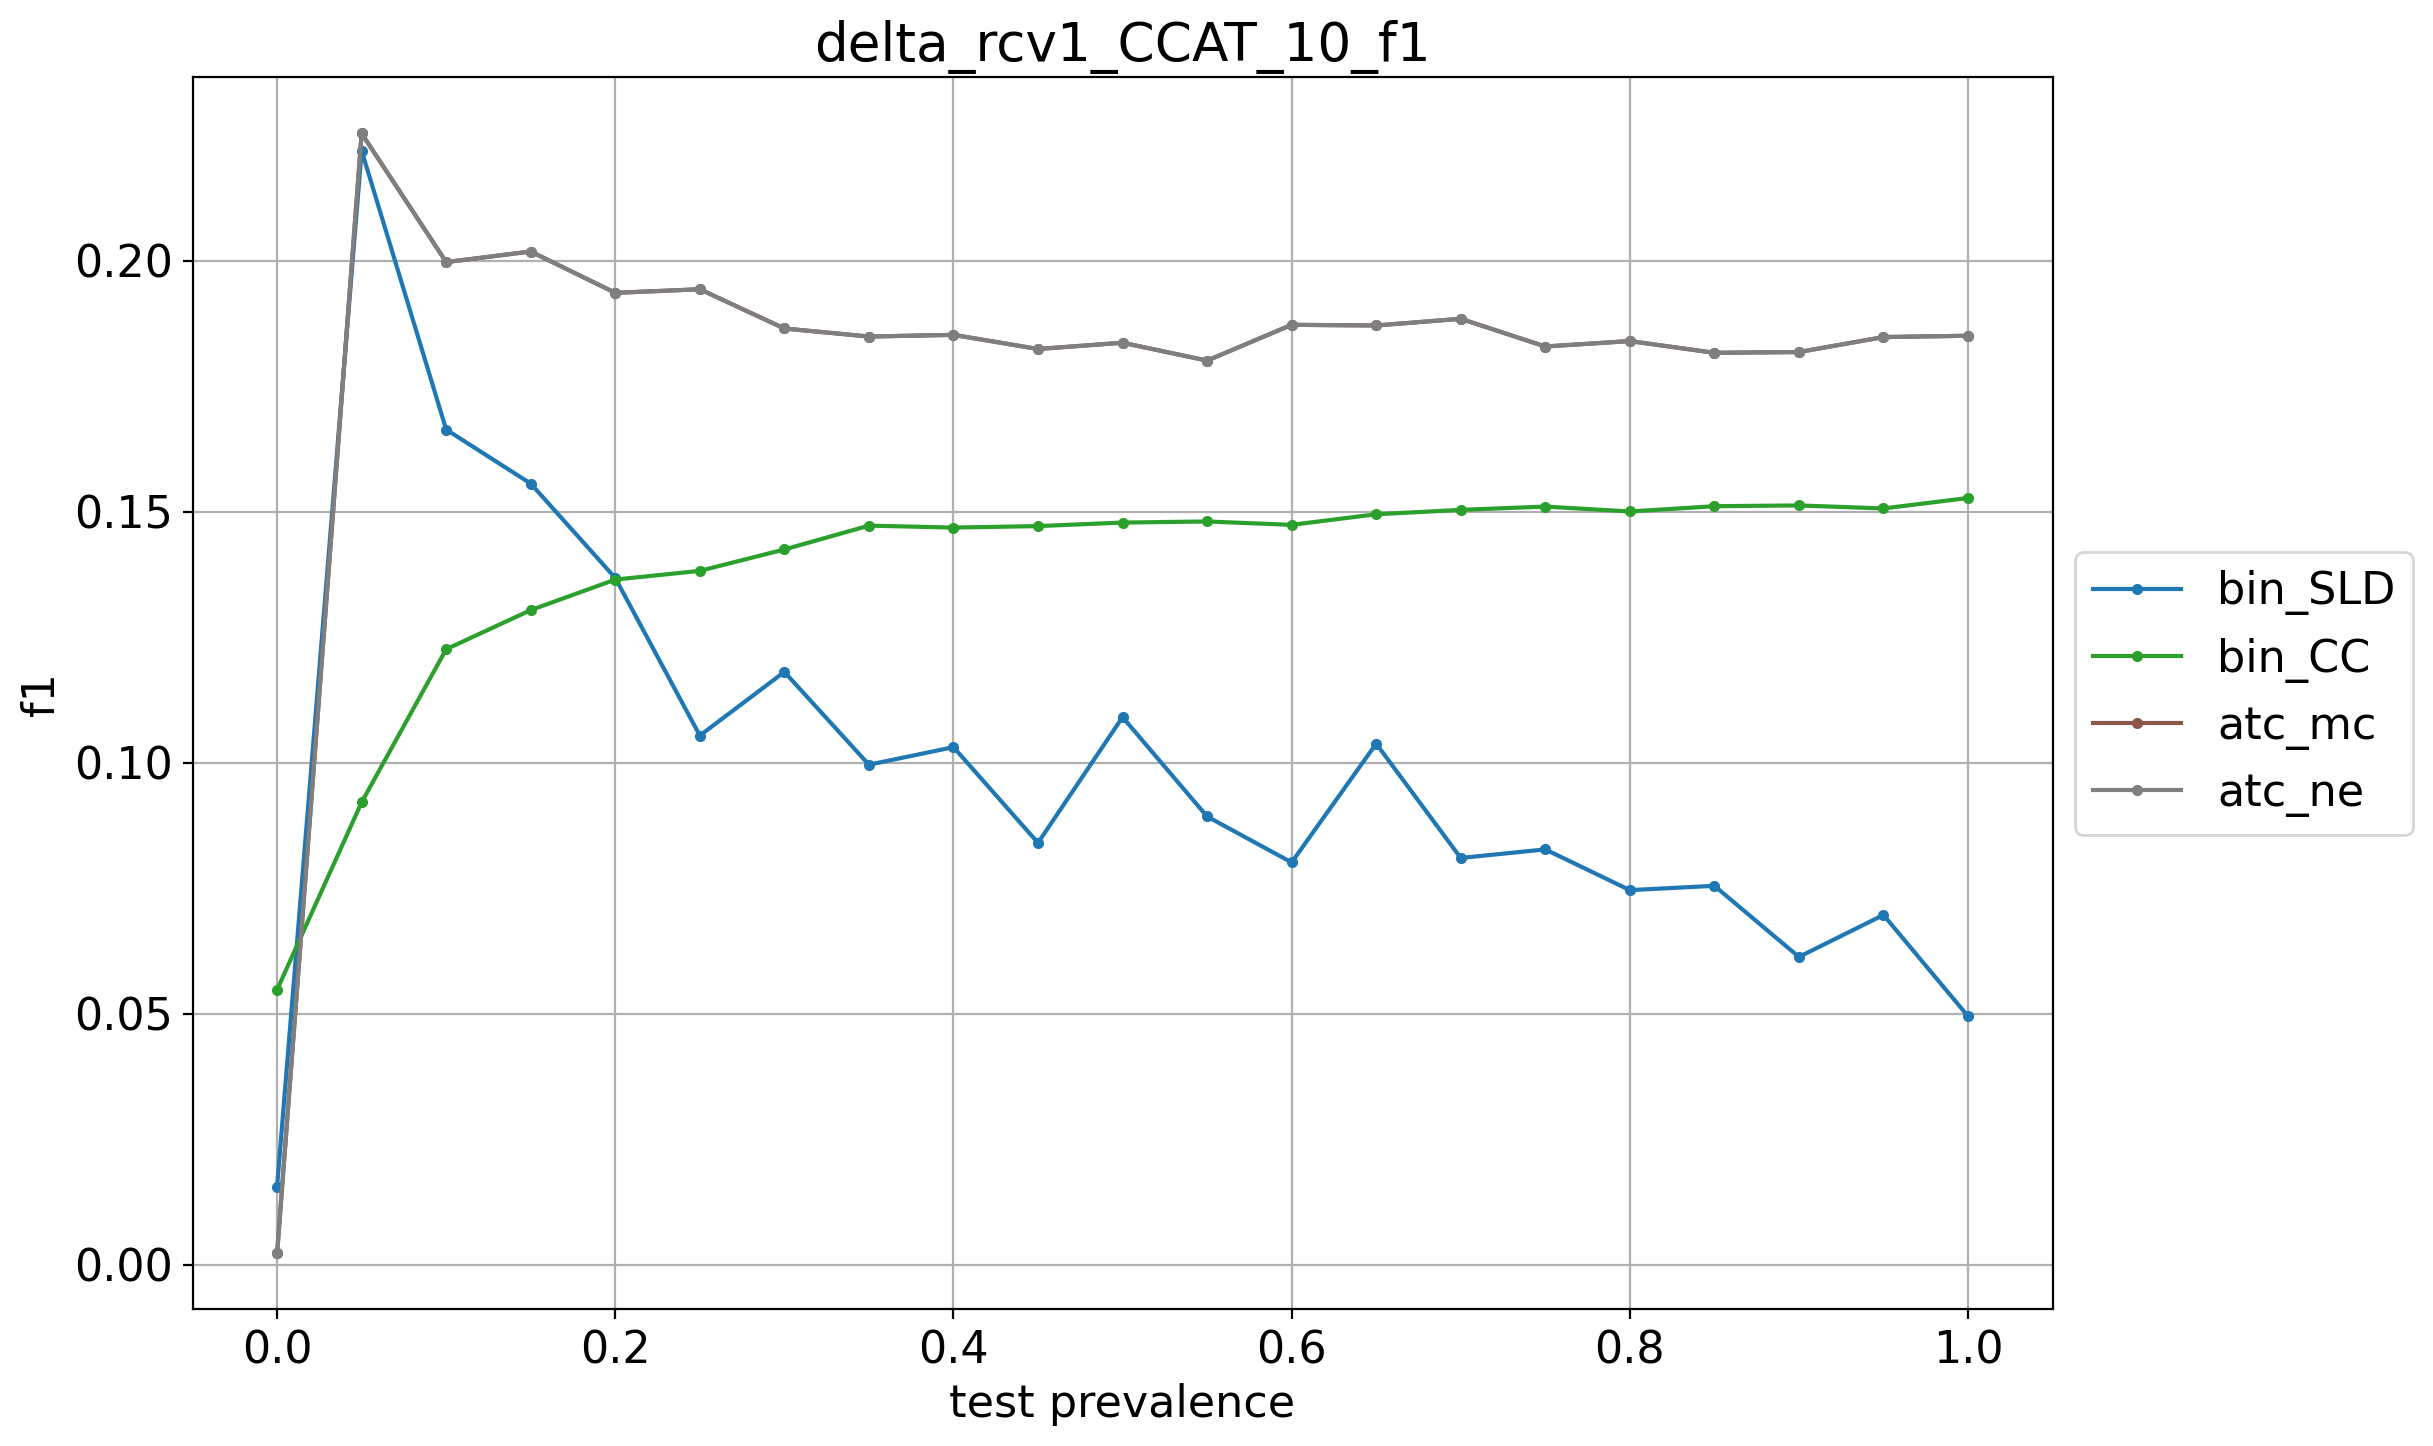 delta_rcv1_CCAT_10_f1
f1
0.20
0.15
0.10
0.05
0.00
0.0 0.2 0.4 0.6 0.8 1.0
test prevalence
bin_SLD
bin_CC
atc_mc
atc_ne